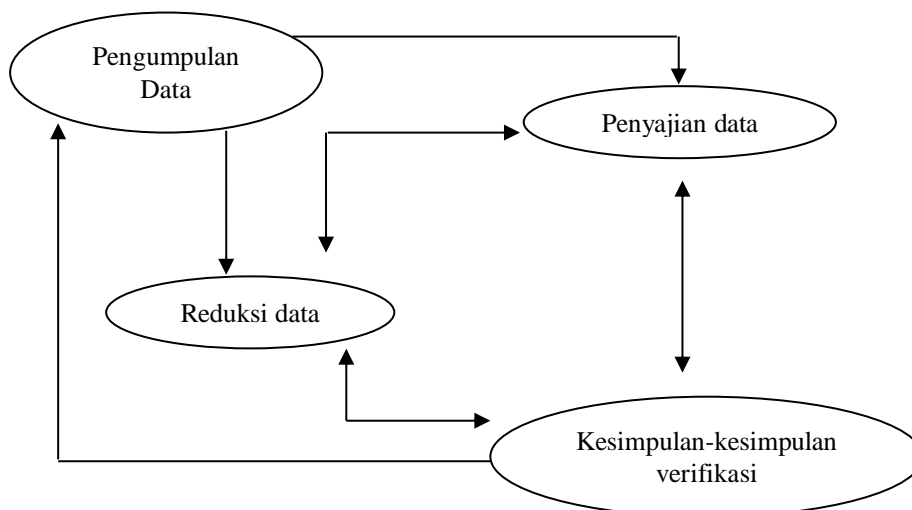 Pengumpulan
Data
Penyajian data
Reduksi data
Kesimpulan-kesimpulan
verifikasi